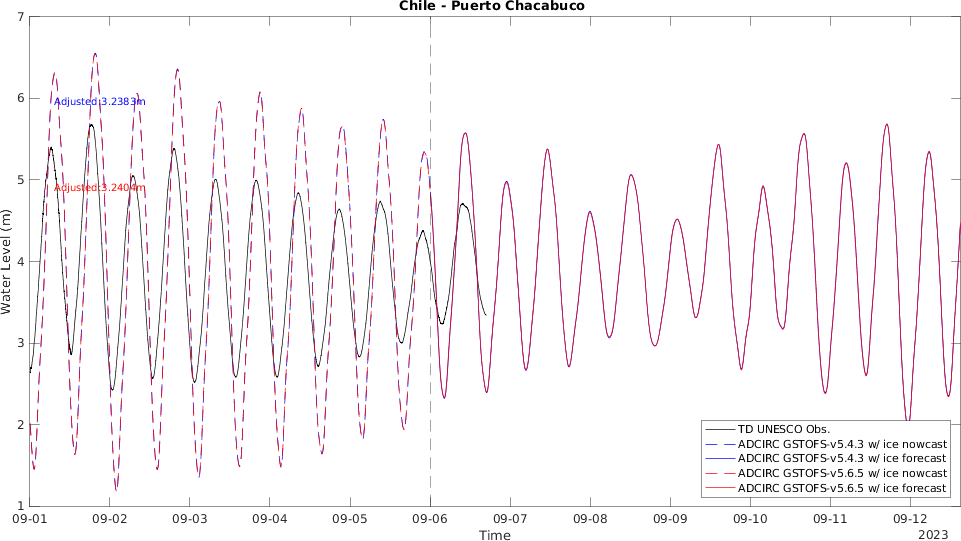 Chile - Puerto Chacabuco
7
6
5
4
3
2
1
Water Level (m)
Adjusted:3.2383m
Adjusted:3.2404m
TD UNESCO Obs.
ADCIRC GSTOFS-v5.4.3 w/ ice nowcast
ADCIRC GSTOFS-v5.4.3 w/ ice forecast
ADCIRC GSTOFS-v5.6.5 w/ ice nowcast
ADCIRC GSTOFS-v5.6.5 w/ ice forecast
09-01 09-02 09-03 09-04 09-05 09-06 09-07 09-08 09-09 09-10 09-11 09-12
Time
2023